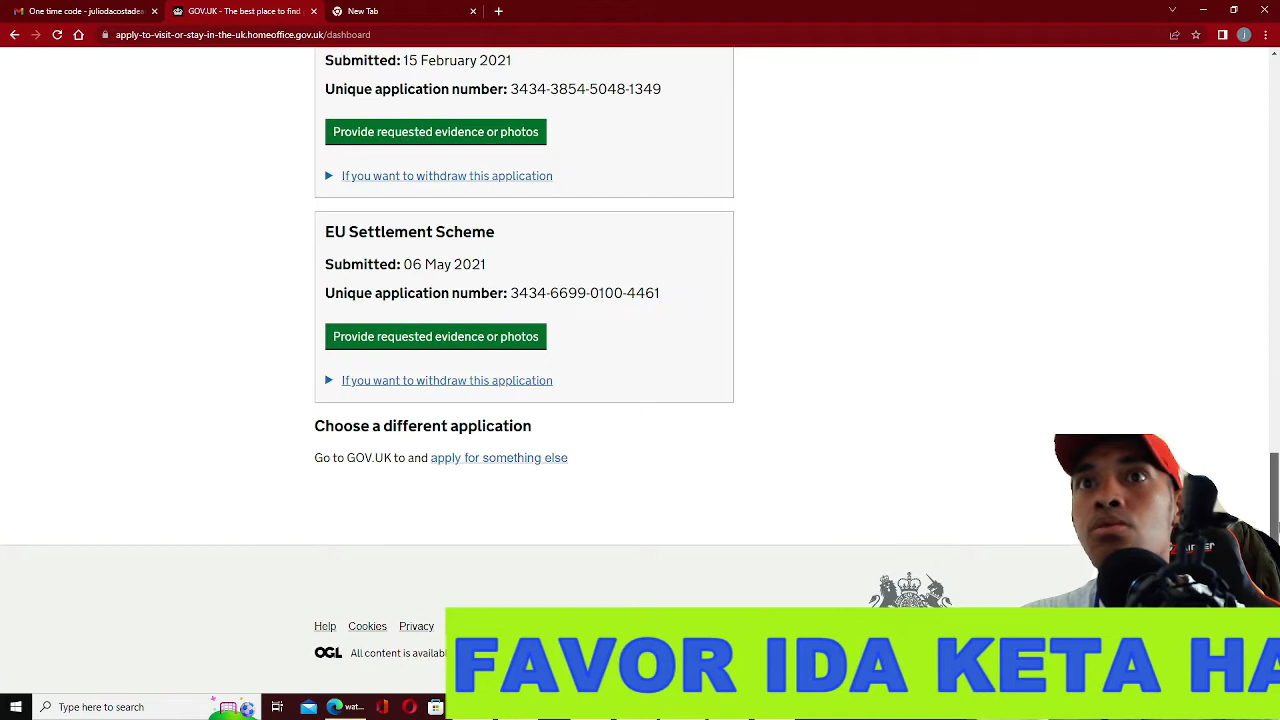 One time code - juliodacostades
GOV.UK - The best place to find
New Tab
apply-to-visit-or-stay-in-the-uk.homeoffice.gov.uk/dashboard
j
Submitted: 15 February 2021
Unique application number: 3434-3854-5048-1349
Provide requested evidence or photos
If you want to withdraw this application
EU Settlement Scheme
Submitted: 06 May 2021
Unique application number: 3434-6699-0100-4461
Provide requested evidence or photos
If you want to withdraw this application
Choose a different application
Go to GOV.UK to and apply for something else
Help Cookies Privacy
OGL All content is availab
FAVOR IDA KETA HA
Type here to search
wat...